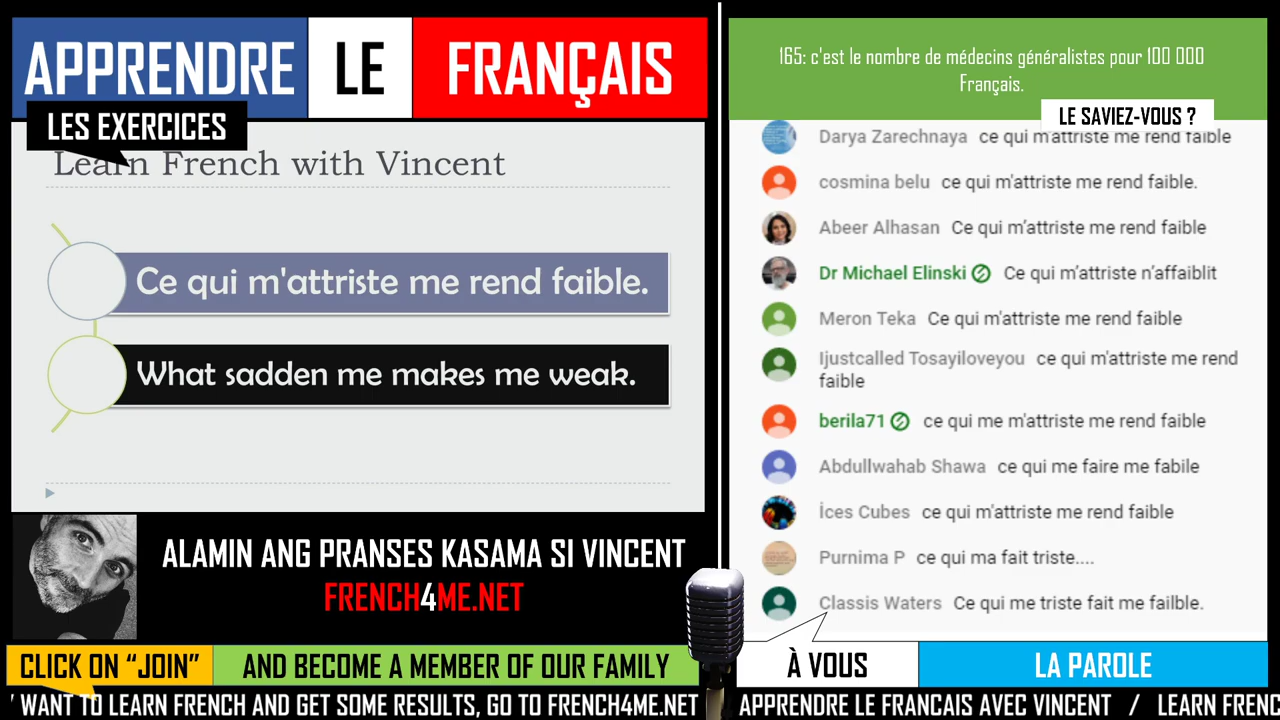 APPRENDRE LE FRANÇAIS
LES EXERCICES
Learn French with Vincent
Ce qui m'attriste me rend faible.
What sadden me makes me weak.
ALAMIN ANG PRANSES KASAMA SI VINCENT
FRENCH4ME.NET
CLICK ON “JOIN” AND BECOME A MEMBER OF OUR FAMILY
' WANT TO LEARN FRENCH AND GET SOME RESULTS, GO TO FRENCH4ME.NET
165: c'est le nombre de médecins généralistes pour 100 000
Français.
LE SAVIEZ-VOUS ?
Darya Zarechnaya ce qui m'attriste me rend faible
cosmina belu ce qui m'attriste me rend faible.
Abeer Alhasan Ce qui m’attriste me rend faible
Dr Michael Elinski Ce qui m’attriste n’affaiblit
Meron Teka Ce qui m'attriste me rend faible
Ijustcalled Tosayiloveyou ce qui m'attriste me rend
faible
berila71 ce qui me m'attriste me rend faible
Abdullwahab Shawa ce qui me faire me fabile
İces Cubes ce qui m'attriste me rend faible
Purnima P ce qui ma fait triste....
Classis Waters Ce qui me triste fait me failble.
À VOUS LA PAROLE
APPRENDRE LE FRANCAIS AVEC VINCENT / LEARN FRENC